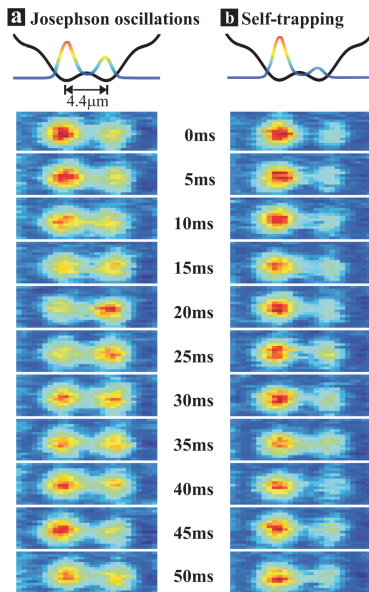 a Josephson oscillations
b Self-trapping
4.4μm
0ms
5ms
10ms
15ms
20ms
25ms
30ms
35ms
40ms
45ms
50ms